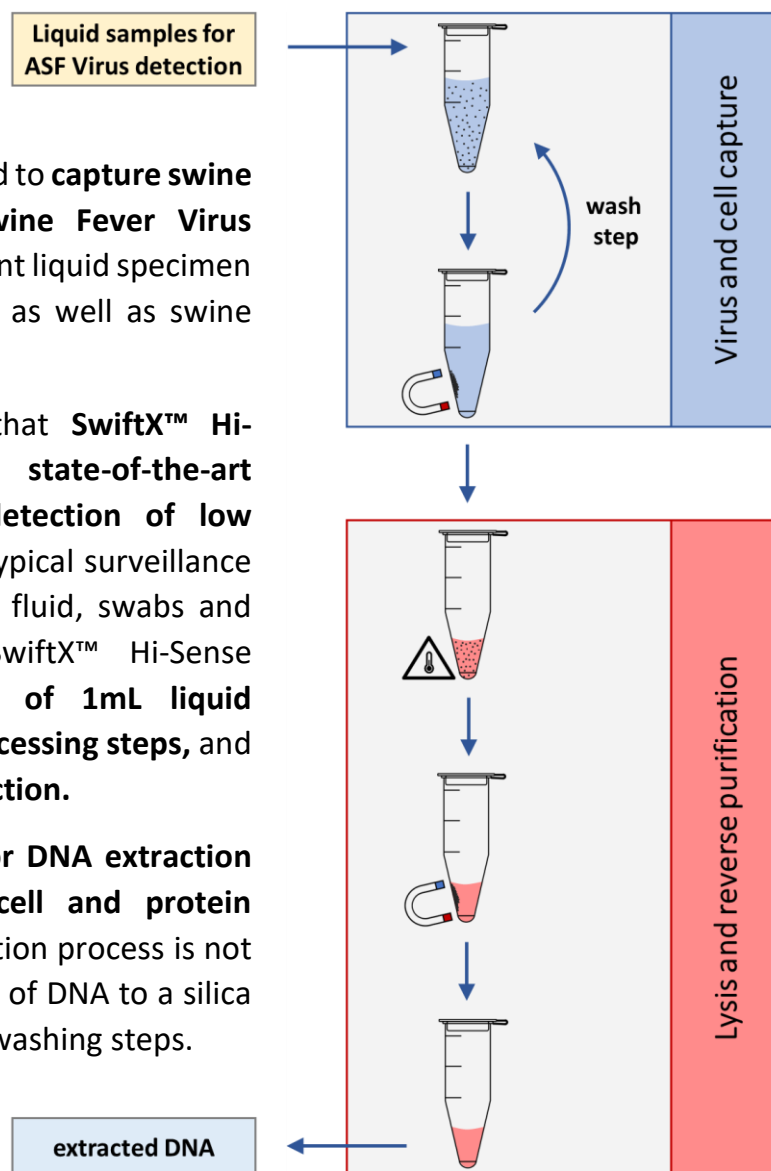 Liquid samples for
ASF Virus detection
d to capture swine
wine Fever Virus
nt liquid specimen
as well as swine
that SwiftX™ Hi-
state-of-the-art
detection of low
ypical surveillance
fluid, swabs and
SwiftX™ Hi-Sense
of 1mL liquid
cessing steps, and
ction.
or DNA extraction
cell and protein
tion process is not
of DNA to a silica
washing steps.
wash
step
Virus and cell capture
Lysis and reverse purification
extracted DNA